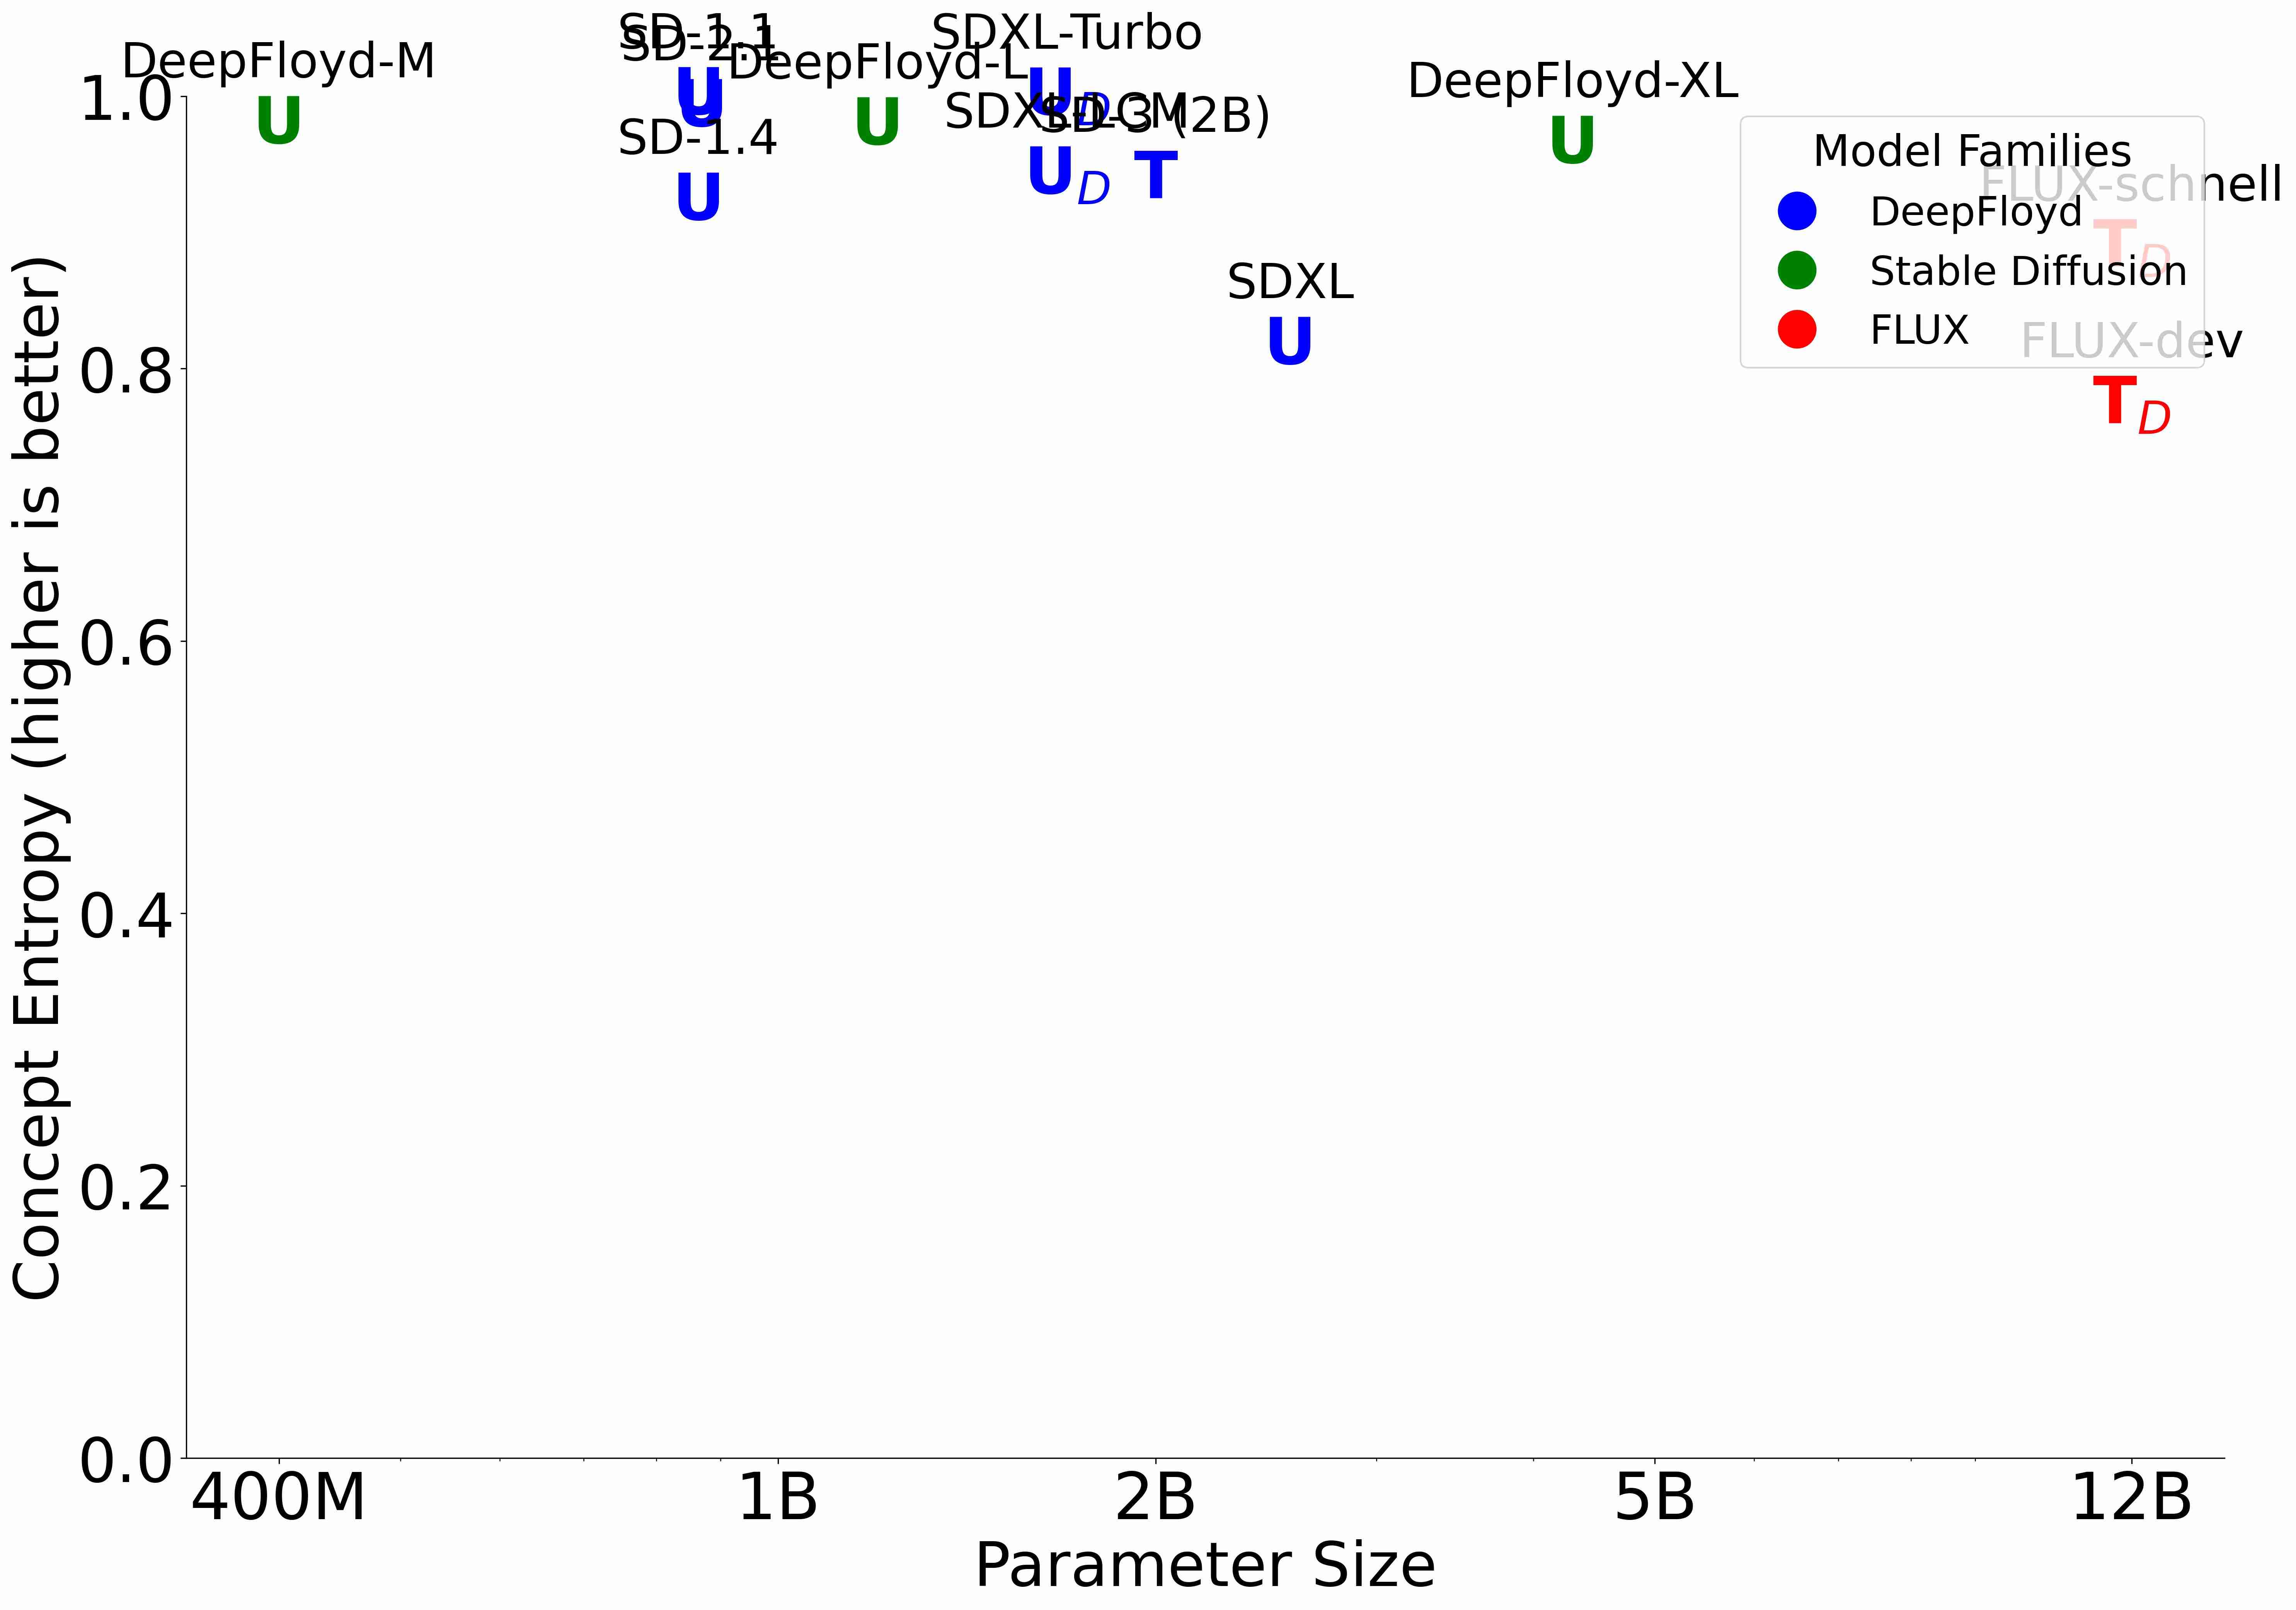 SD-1.1
SD-2.1
SDXL-Turbo
DeepFloyd-M
DeepFloyd-L
DeepFloyd-XL
U
U
U
U
U D
U
SD-1.4
SDXL-LCM
SD-3 (2B)
U
U D
T
U
Model Families
DeepFloyd
Stable Diffusion
FLUX
FLUX-schnell
T D
SDXL
U
FLUX-dev
T D
Concept Entropy (higher is better)
1.0
0.8
0.6
0.4
0.2
0.0
400M
1B
2B
5B
12B
Parameter Size